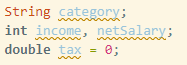 String category;
int income, netSalary;
double tax = 0;